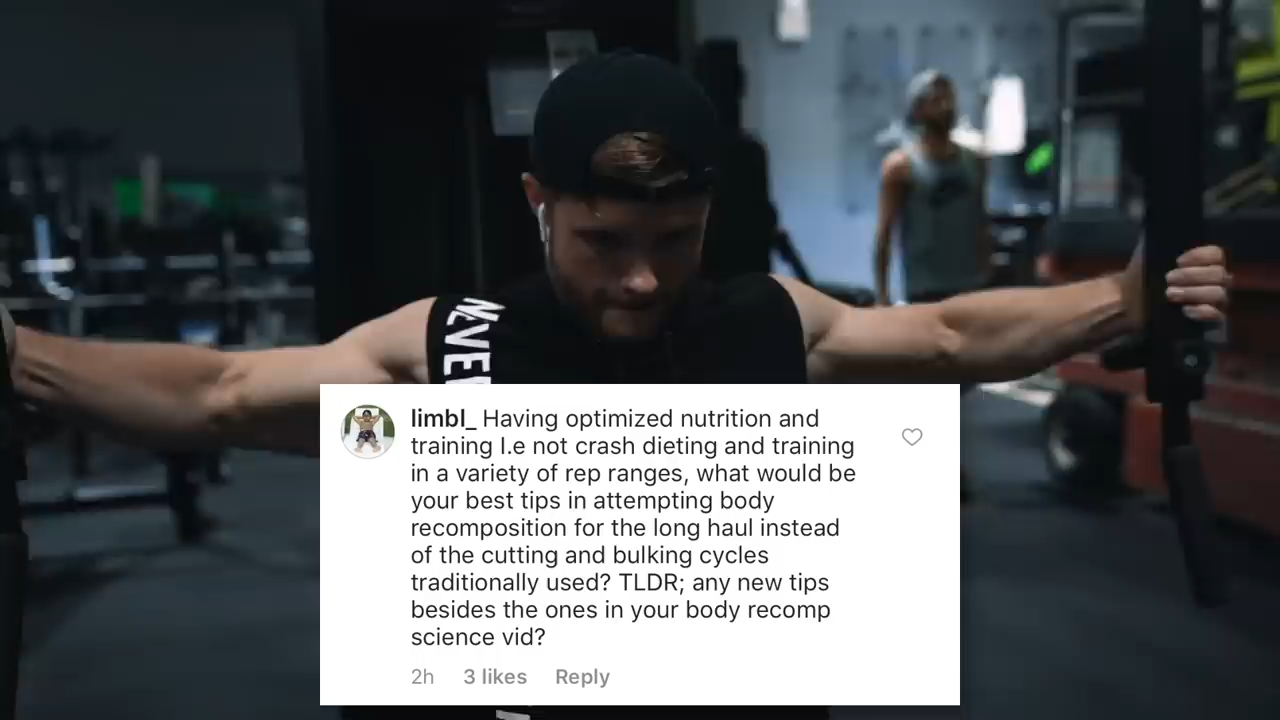 NEVE
limbl_ Having optimized nutrition and
training I.e not crash dieting and training
in a variety of rep ranges, what would be
your best tips in attempting body
recomposition for the long haul instead
of the cutting and bulking cycles
traditionally used? TLDR; any new tips
besides the ones in your body recomp
science vid?
2h 3 likes Reply